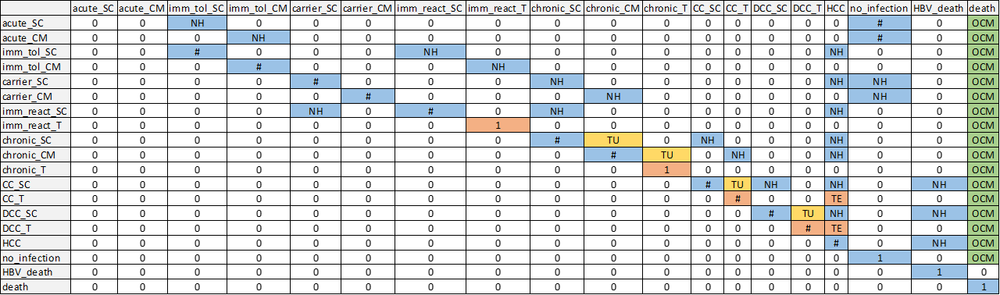 acute_SC acute_CM imm_tol_SC imm_tol_CM carrier_SC carrier_CM imm_react_SC imm_react_T chronic_SC chronic_CM chronic_T CC_SC CC_T DCC_SC DCC_T HCC no_infection HBV_death death
acute_SC 0 0 NH 0 0 0 0 0 0 0 0 0 0 0 0 0 # 0 OCM
acute_CM 0 0 0 NH 0 0 0 0 0 0 0 0 0 0 0 0 # 0 OCM
imm_tol_SC 0 0 # 0 0 0 NH 0 0 0 0 0 0 0 0 NH 0 0 OCM
imm_tol_CM 0 0 0 # 0 0 0 NH 0 0 0 0 0 0 0 NH 0 0 OCM
carrier_SC 0 0 0 0 # 0 0 0 NH 0 0 0 0 0 0 NH NH 0 OCM
carrier_CM 0 0 0 0 0 # 0 0 0 NH 0 0 0 0 0 NH NH 0 OCM
imm_react_SC 0 0 0 0 NH 0 # 0 NH 0 0 0 0 0 0 NH 0 0 OCM
imm_react_T 0 0 0 0 0 0 0 1 0 0 0 0 0 0 0 0 0 0 OCM
chronic_SC 0 0 0 0 0 0 0 0 # TU 0 NH 0 0 0 NH 0 0 OCM
chronic_CM 0 0 0 0 0 0 0 0 0 # TU 0 NH 0 0 NH 0 0 OCM
chronic_T 0 0 0 0 0 0 0 0 0 0 1 0 0 0 0 0 0 0 OCM
CC_SC 0 0 0 0 0 0 0 0 0 0 0 # TU NH 0 NH 0 NH OCM
CC_T 0 0 0 0 0 0 0 0 0 0 0 0 # 0 0 TE 0 0 OCM
DCC_SC 0 0 0 0 0 0 0 0 0 0 0 0 0 # TU NH 0 NH OCM
DCC_T 0 0 0 0 0 0 0 0 0 0 0 0 0 0 # TE 0 0 OCM
HCC 0 0 0 0 0 0 0 0 0 0 0 0 0 0 0 # 0 NH OCM
no_infection 0 0 0 0 0 0 0 0 0 0 0 0 0 0 0 0 1 0 OCM
HBV_death 0 0 0 0 0 0 0 0 0 0 0 0 0 0 0 0 0 1 0
death 0 0 0 0 0 0 0 0 0 0 0 0 0 0 0 0 0 0 1